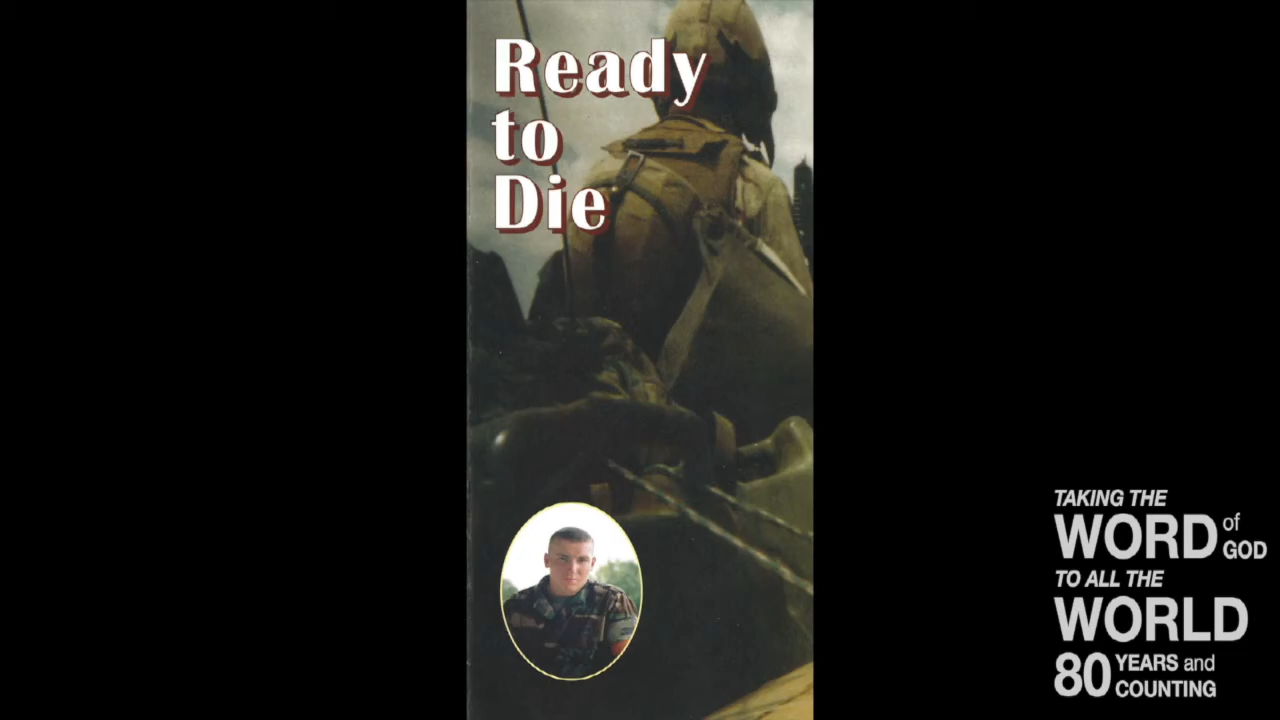 Ready
to
Die
TAKING THE
WORD of GOD
TO ALL THE
WORLD
80 YEARS and
COUNTING